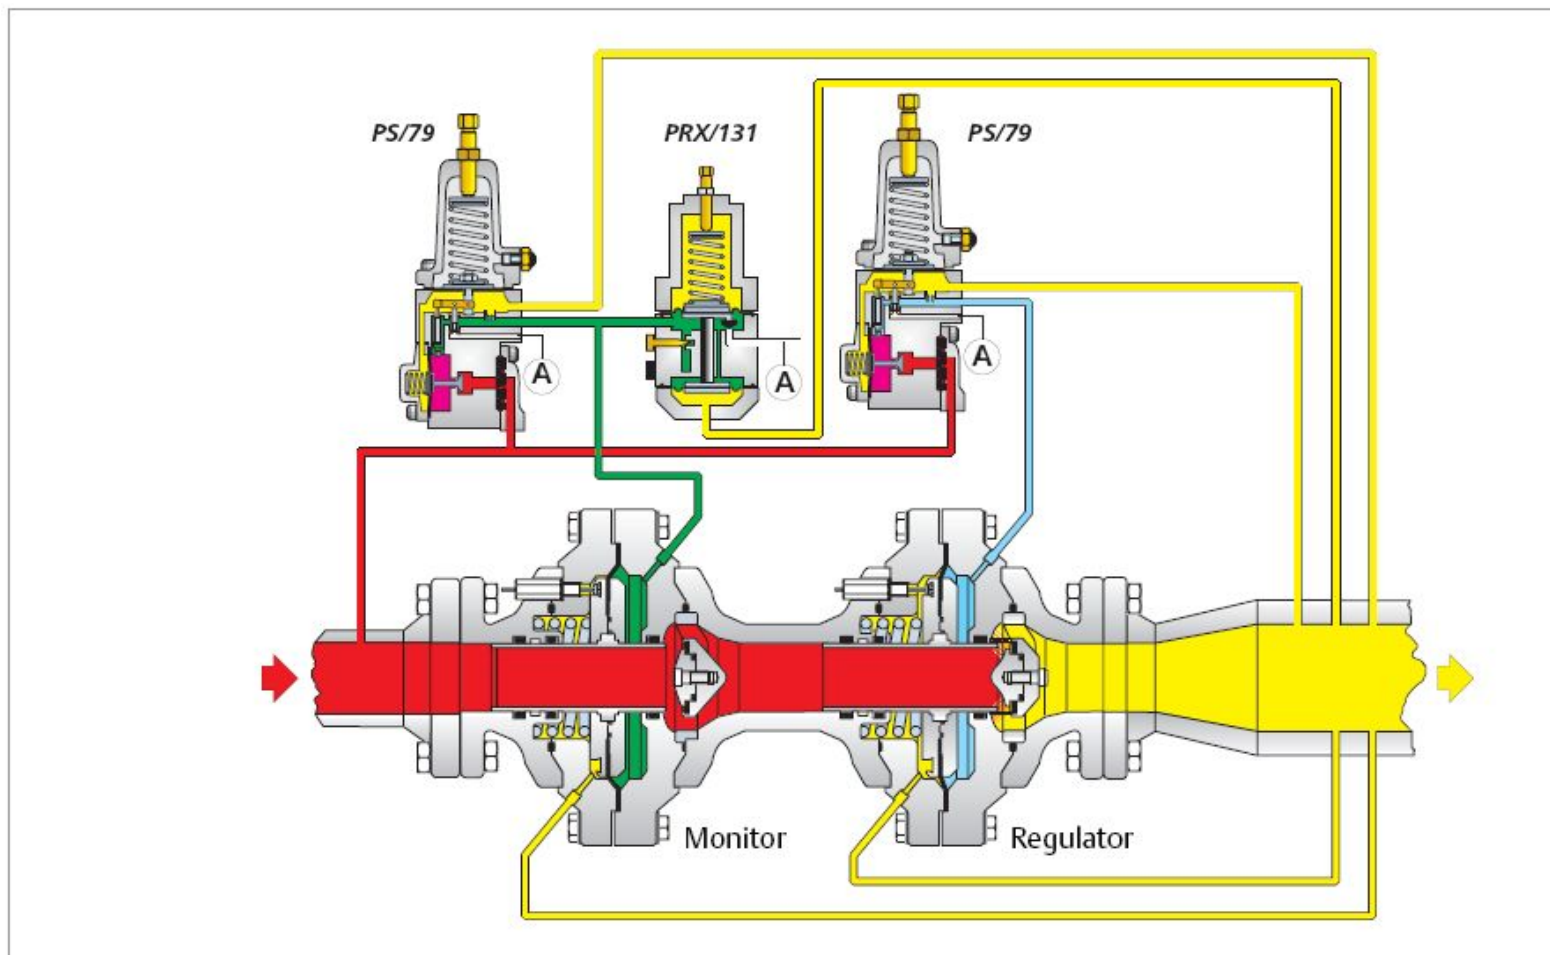 PS/79
PRX/131
PS/79
A
A
A
Monitor
Regulator